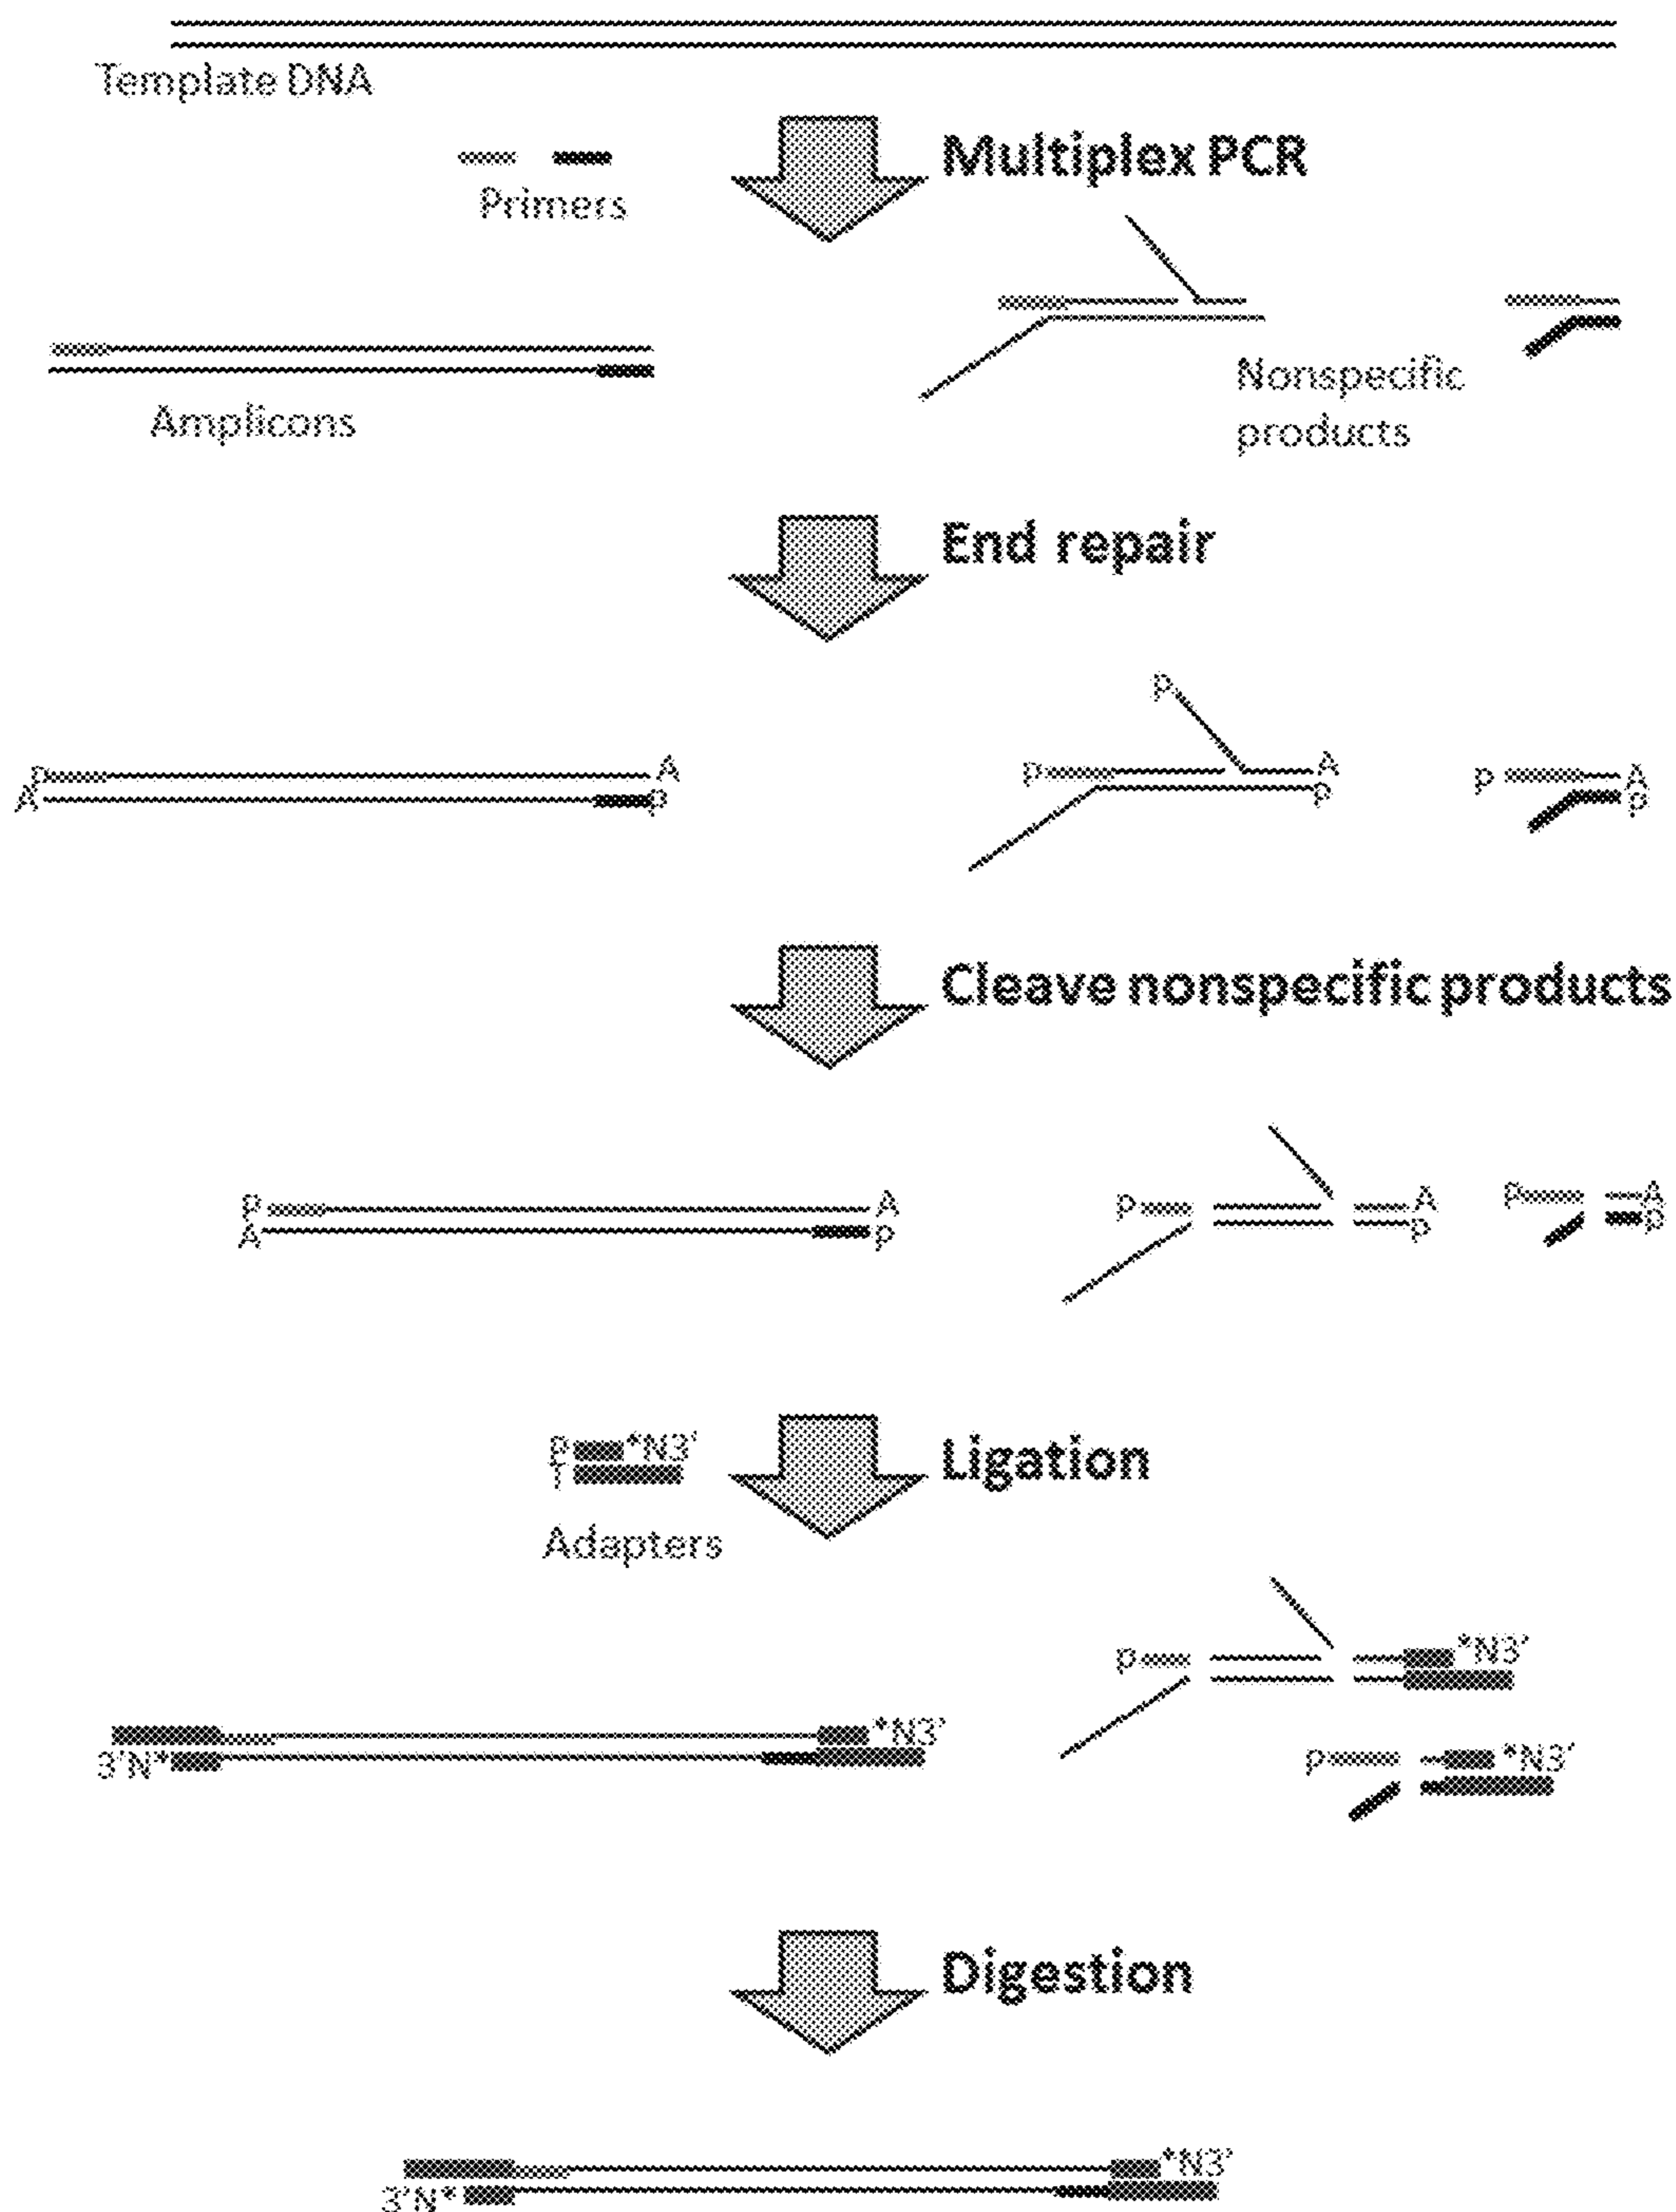 Template DNA
Multiplex PCR
Primers
Amplicons
Nonspecific
products
End repair
P
P A
A P
P A
P
P A
P
Cleave nonspecific products
P A
A P
P A
P
P A
P
P *N3'
T
Ligation
Adapters
P *N3'
*N3'
3'N*
P *N3'
Digestion
*N3'
3'N*